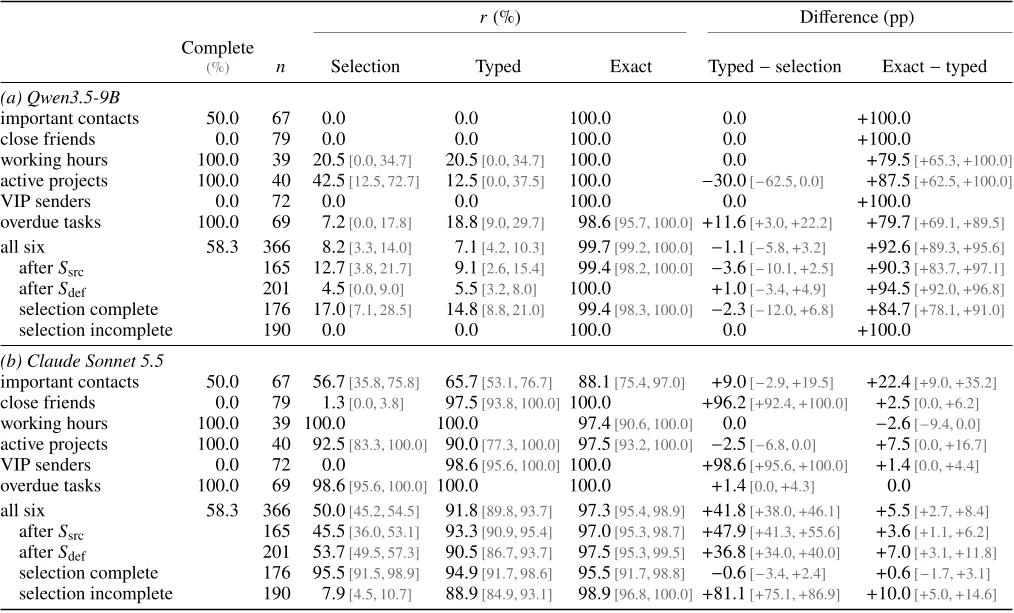 r (%) Difference (pp)
Complete
(%) n Selection Typed Exact Typed − selection Exact − typed
(a) Qwen3.5-9B
important contacts 50.0 67 0.0 0.0 100.0 0.0 +100.0
close friends 0.0 79 0.0 0.0 100.0 0.0 +100.0
working hours 100.0 39 20.5 [0.0, 34.7] 20.5 [0.0, 34.7] 100.0 0.0 +79.5 [+65.3, +100.0]
active projects 100.0 40 42.5 [12.5, 72.7] 12.5 [0.0, 37.5] 100.0 −30.0 [−62.5, 0.0] +87.5 [+62.5, +100.0]
VIP senders 0.0 72 0.0 0.0 100.0 0.0 +100.0
overdue tasks 100.0 69 7.2 [0.0, 17.8] 18.8 [9.0, 29.7] 98.6 [95.7, 100.0] +11.6 [+3.0, +22.2] +79.7 [+69.1, +89.5]
all six 58.3 366 8.2 [3.3, 14.0] 7.1 [4.2, 10.3] 99.7 [99.2, 100.0] −1.1 [−5.8, +3.2] +92.6 [+89.3, +95.6]
after Ssrc 165 12.7 [3.8, 21.7] 9.1 [2.6, 15.4] 99.4 [98.2, 100.0] −3.6 [−10.1, +2.5] +90.3 [+83.7, +97.1]
after Sdef 201 4.5 [0.0, 9.0] 5.5 [3.2, 8.0] 100.0 +1.0 [−3.4, +4.9] +94.5 [+92.0, +96.8]
selection complete 176 17.0 [7.1, 28.5] 14.8 [8.8, 21.0] 99.4 [98.3, 100.0] −2.3 [−12.0, +6.8] +84.7 [+78.1, +91.0]
selection incomplete 190 0.0 0.0 100.0 0.0 +100.0
(b) Claude Sonnet 5.5
important contacts 50.0 67 56.7 [35.8, 75.8] 65.7 [53.1, 76.7] 88.1 [75.4, 97.0] +9.0 [−2.9, +19.5] +22.4 [+9.0, +35.2]
close friends 0.0 79 1.3 [0.0, 3.8] 97.5 [93.8, 100.0] 100.0 +96.2 [+92.4, +100.0] +2.5 [0.0, +6.2]
working hours 100.0 39 100.0 100.0 97.4 [90.6, 100.0] 0.0 −2.6 [−9.4, 0.0]
active projects 100.0 40 92.5 [83.3, 100.0] 90.0 [77.3, 100.0] 97.5 [93.2, 100.0] −2.5 [−6.8, 0.0] +7.5 [0.0, +16.7]
VIP senders 0.0 72 0.0 98.6 [95.6, 100.0] 100.0 +98.6 [+95.6, +100.0] +1.4 [0.0, +4.4]
overdue tasks 100.0 69 98.6 [95.6, 100.0] 100.0 100.0 +1.4 [0.0, +4.3] 0.0
all six 58.3 366 50.0 [45.2, 54.5] 91.8 [89.8, 93.7] 97.3 [95.4, 98.9] +41.8 [+38.0, +46.1] +5.5 [+2.7, +8.4]
after Ssrc 165 45.5 [36.0, 53.1] 93.3 [90.9, 95.4] 97.0 [95.3, 98.7] +47.9 [+41.3, +55.6] +3.6 [+1.1, +6.2]
after Sdef 201 53.7 [49.5, 57.3] 90.5 [86.7, 93.7] 97.5 [95.3, 99.5] +36.8 [+34.0, +40.0] +7.0 [+3.1, +11.8]
selection complete 176 95.5 [91.5, 98.9] 94.9 [91.7, 98.6] 95.5 [91.7, 98.8] −0.6 [−3.4, +2.4] +0.6 [−1.7, +3.1]
selection incomplete 190 7.9 [4.5, 10.7] 88.9 [84.9, 93.1] 98.9 [96.8, 100.0] +81.1 [+75.1, +86.9] +10.0 [+5.0, +14.6]